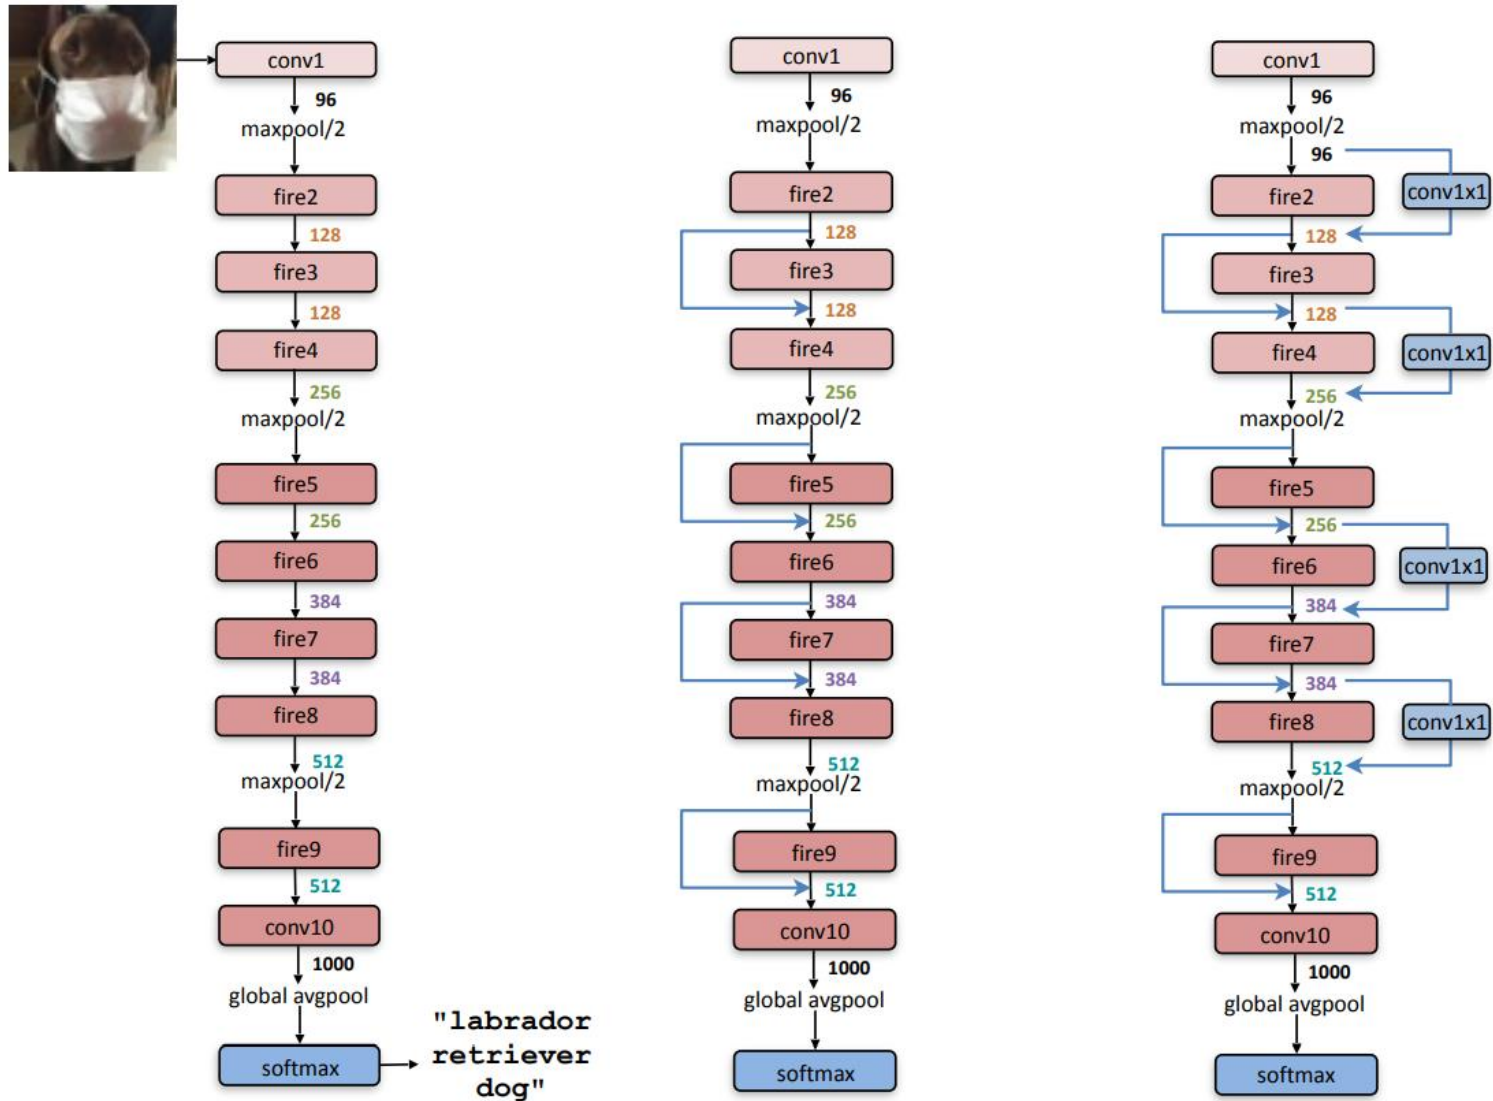 conv1
96
maxpool/2
fire2
128
fire3
128
fire4
256
maxpool/2
fire5
256
fire6
384
fire7
384
fire8
512
maxpool/2
fire9
512
conv10
1000
global avgpool
softmax
"labrador
retriever
dog"
conv1
96
maxpool/2
fire2
128
fire3
128
fire4
256
maxpool/2
fire5
256
fire6
384
fire7
384
fire8
512
maxpool/2
fire9
512
conv10
1000
global avgpool
softmax
conv1
96
maxpool/2
96
conv1x1
fire2
128
fire3
128
conv1x1
fire4
256
maxpool/2
fire5
256
conv1x1
fire6
384
fire7
384
conv1x1
fire8
512
maxpool/2
fire9
512
conv10
1000
global avgpool
softmax